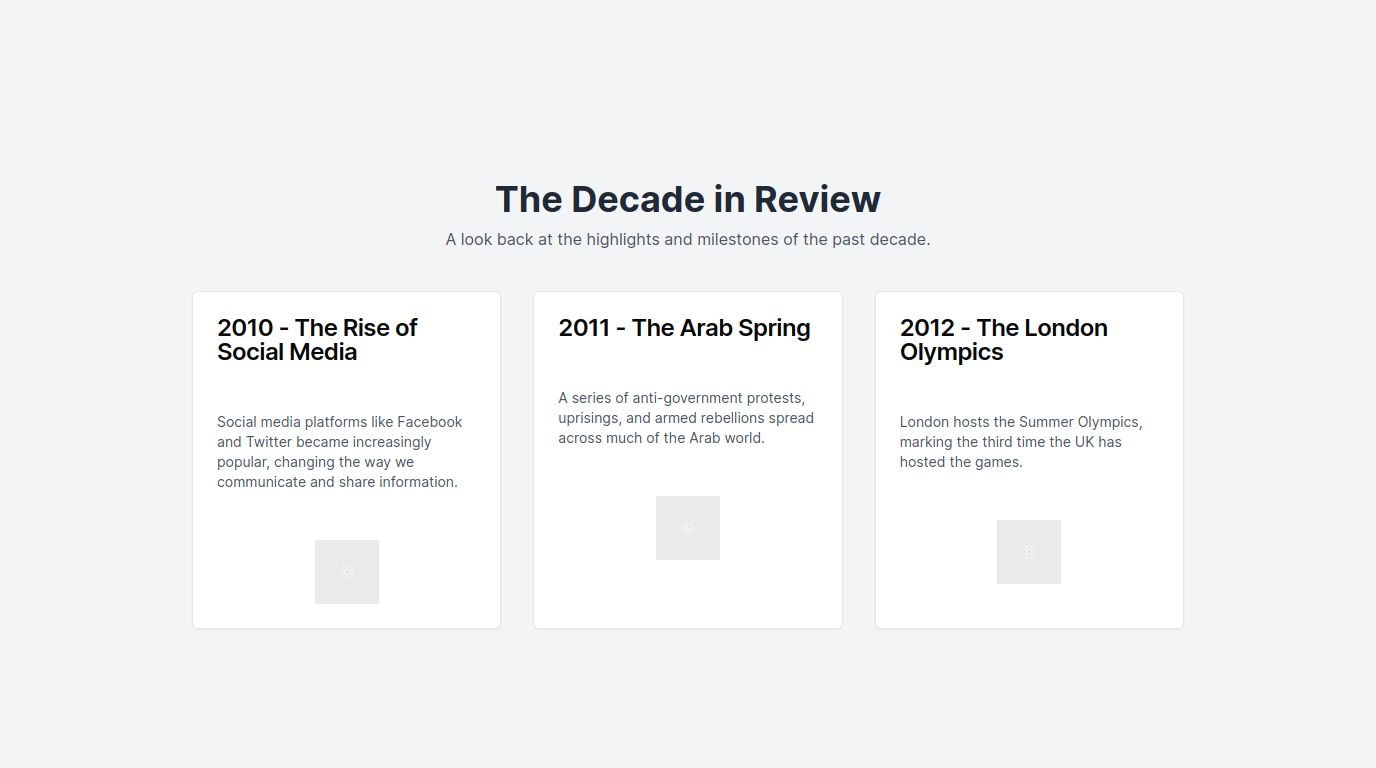 The Decade in Review
A look back at the highlights and milestones of the past decade.
2010 - The Rise of
Social Media
Social media platforms like Facebook
and Twitter became increasingly
popular, changing the way we
communicate and share information.
2011 - The Arab Spring
A series of anti-government protests,
uprisings, and armed rebellions spread
across much of the Arab world.
2012 - The London
Olympics
London hosts the Summer Olympics,
marking the third time the UK has
hosted the games.